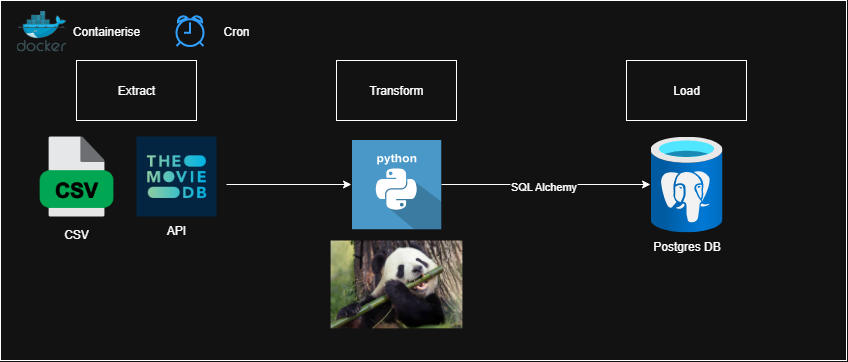 docker
Containerise
Cron
Extract
Transform
Load
CSV
THE
MOVIE
DB
python
SQL Alchemy
CSV
API
Postgres DB